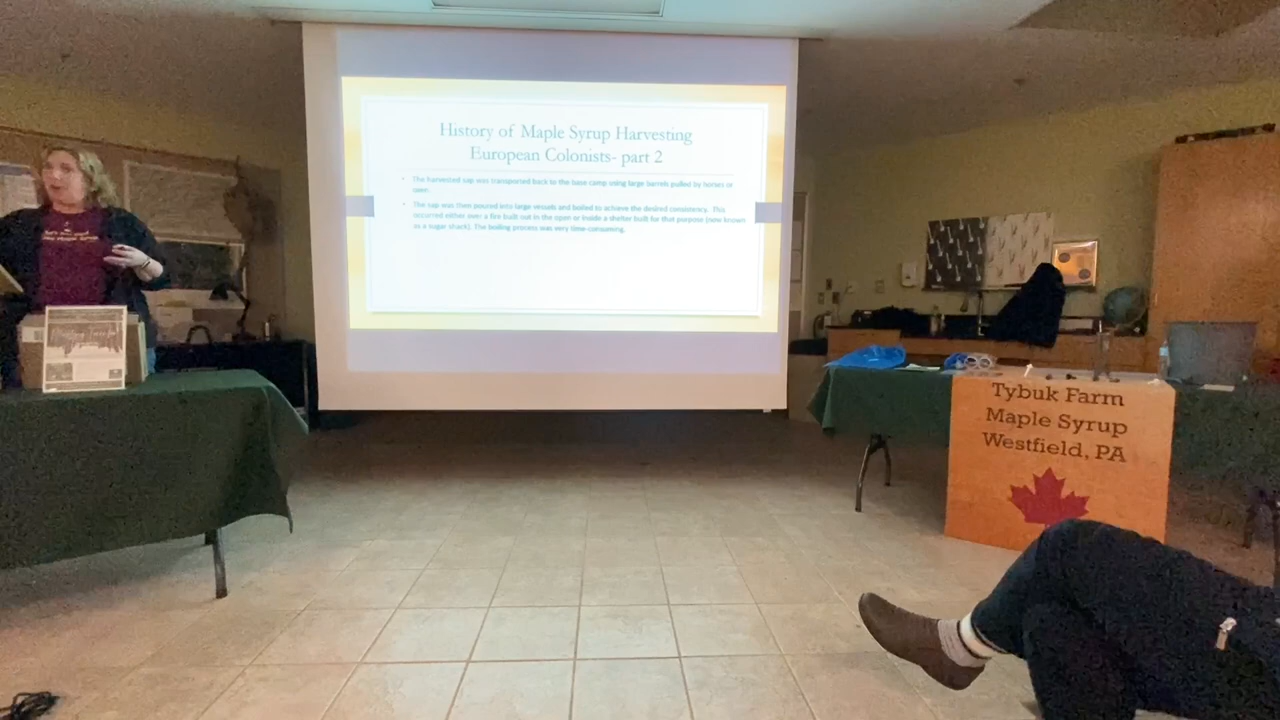 History of Maple Syrup Harvesting
European Colonists- part 2
• The harvested sap was transported back to the base camp using large barrels pulled by horses or
oxen.
• The sap was then poured into large vessels and boiled to achieve the desired consistency. This
occurred either over a fire built out in the open or inside a shelter built for that purpose (now known
as a sugar shack). The boiling process was very time-consuming.
Tybuk Farm
Maple Syrup
Westfield, PA